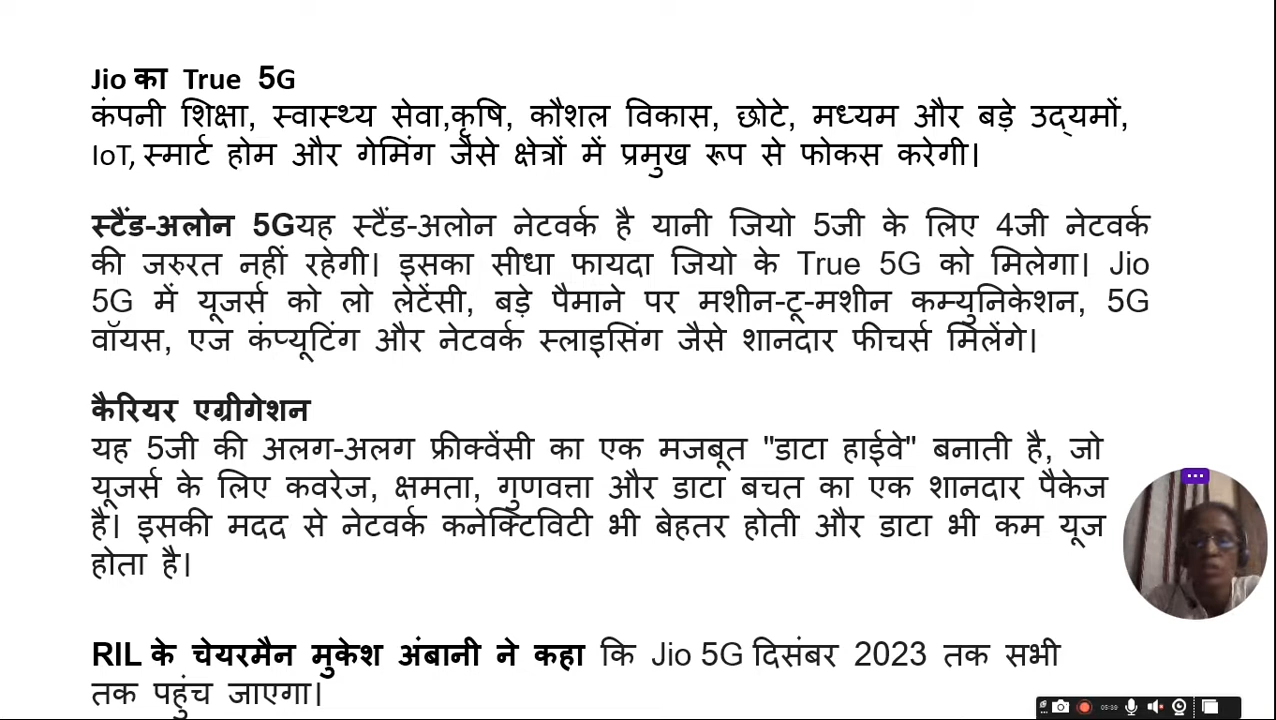 Jio का True 5G
कंपनी शिक्षा, स्वास्थ्य सेवा,कृषि, कौशल विकास, छोटे, मध्यम और बड़े उद्यमों,
IoT, स्मार्ट होम और गेमिंग जैसे क्षेत्रों में प्रमुख रूप से फोकस करेगी।
स्टैंड-अलोन 5Gयह स्टैंड-अलोन नेटवर्क है यानी जियो 5जी के लिए 4जी नेटवर्क
की जरुरत नहीं रहेगी। इसका सीधा फायदा जियो के True 5G को मिलेगा। Jio
5G में यूजर्स को लो लेटेंसी, बड़े पैमाने पर मशीन-टू-मशीन कम्युनिकेशन, 5G
वॉयस, एज कंप्यूटिंग और नेटवर्क स्लाइसिंग जैसे शानदार फीचर्स मिलेंगे।
कैरियर एग्रीगेशन
यह 5जी की अलग-अलग फ्रीक्वेंसी का एक मजबूत "डाटा हाईवे" बनाती है, जो
यूजर्स के लिए कवरेज, क्षमता, गुणवत्ता और डाटा बचत का एक शानदार पैकेज
है। इसकी मदद से नेटवर्क कनेक्टिविटी भी बेहतर होती और डाटा भी कम यूज
होता है।
RIL के चेयरमैन मुकेश अंबानी ने कहा कि Jio 5G दिसंबर 2023 तक सभी
तक पहुंच जाएगा।
05:39